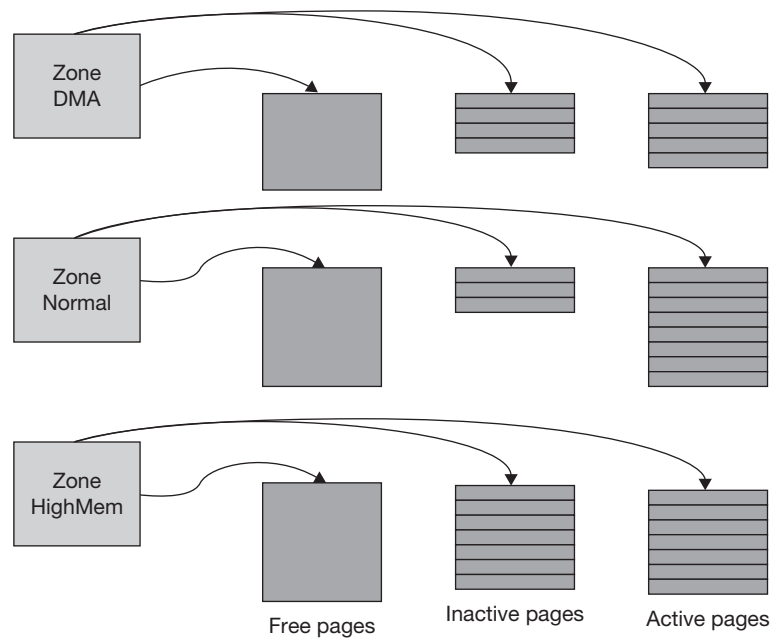 Zone
DMA
Zone
Normal
Zone
HighMem
Free pages
Inactive pages
Active pages